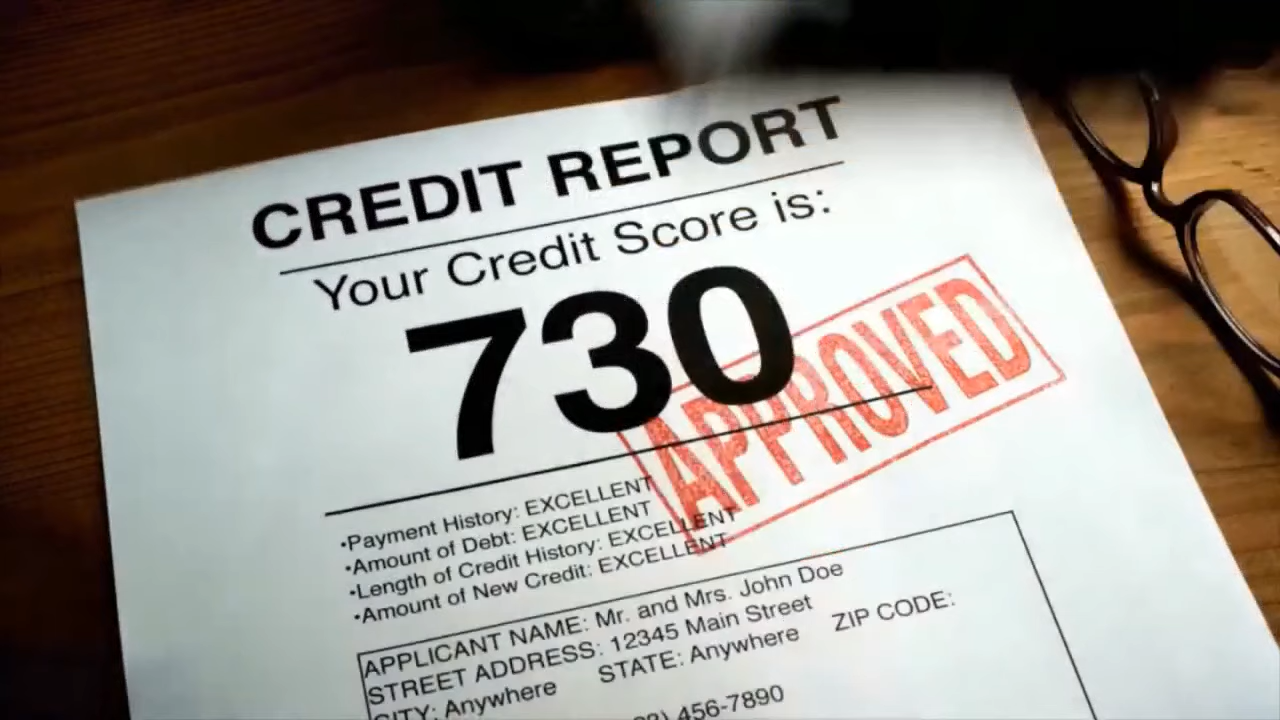 CREDIT REPORT
Your Credit Score is:
730
APPROVED
•Payment History: EXCELLENT
•Amount of Debt: EXCELLENT
•Length of Credit History: EXCELLENT
•Amount of New Credit: EXCELLENT
APPLICANT NAME: Mr. and Mrs. John Doe
STREET ADDRESS: 12345 Main Street
CITY: Anywhere STATE: Anywhere ZIP CODE:
456-7890